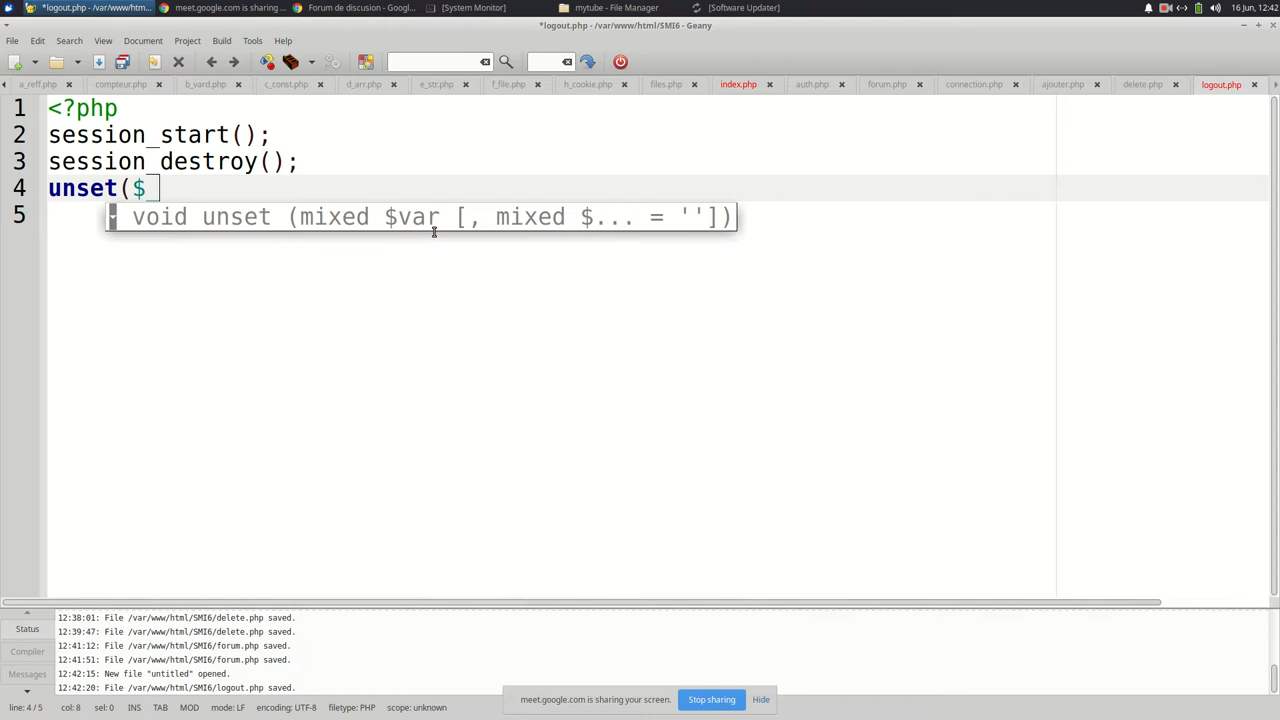 *logout.php - /var/www/htm...
meet.google.com is sharing ...
Forum de discusion - Googl...
[System Monitor]
mytube - File Manager
[Software Updater]
16 Jun, 12:42
*logout.php - /var/www/html/SMI6 - Geany
File Edit Search View Document Project Build Tools Help
a_reff.php compteur.php b_vard.php c_const.php d_arr.php e_str.php f_file.php h_cookie.php files.php index.php auth.php forum.php connection.php ajouter.php delete.php logout.php
1 <?php
2 session_start();
3 session_destroy();
4 unset($_
5
void unset (mixed $var [, mixed $... = ''])
Status
Compiler
Messages
12:38:01: File /var/www/html/SMI6/delete.php saved.
12:39:47: File /var/www/html/SMI6/delete.php saved.
12:41:12: File /var/www/html/SMI6/forum.php saved.
12:41:51: File /var/www/html/SMI6/forum.php saved.
12:42:15: New file "untitled" opened.
12:42:20: File /var/www/html/SMI6/logout.php saved.
meet.google.com is sharing your screen. Stop sharing Hide
4 / 5 col: 8 sel: 0 INS TAB MOD mode: LF encoding: UTF-8 filetype: PHP scope: unknown